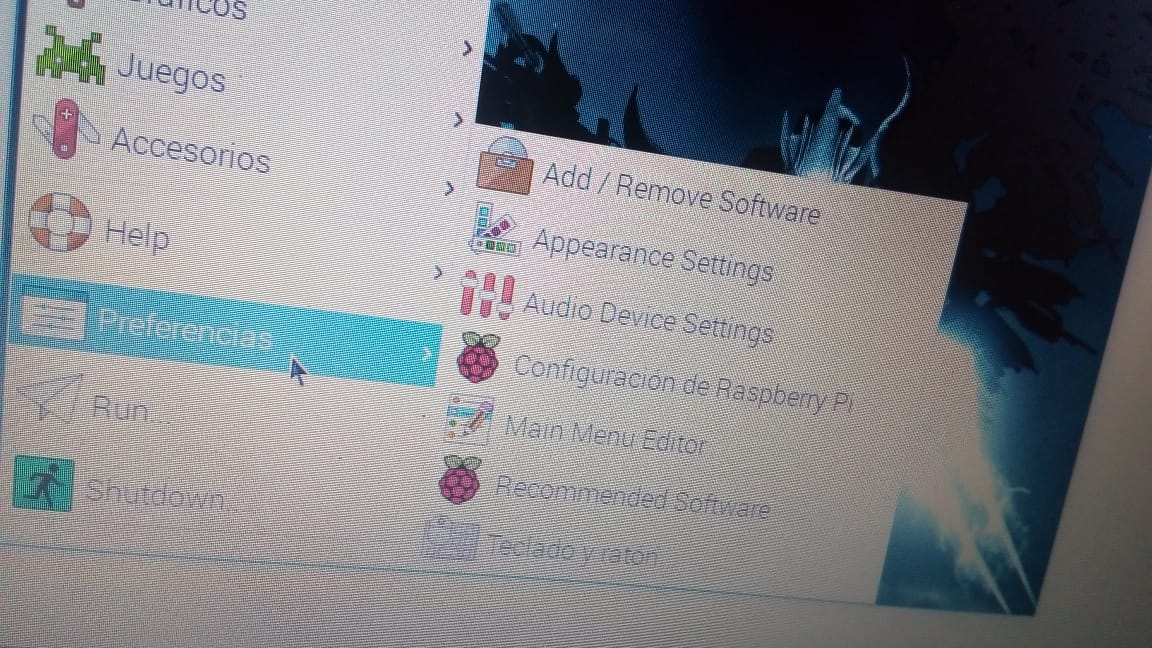 Gráficos
Juegos
Accesorios
Help
Preferencias
Run...
Shutdown...
Add / Remove Software
Appearance Settings
Audio Device Settings
Configuración de Raspberry Pi
Main Menu Editor
Recommended Software
Teclado y ratón